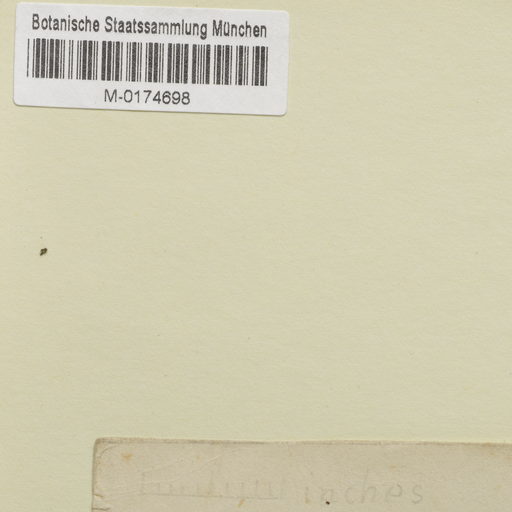 Botanische Staatssammlung München
M-0174698
inches